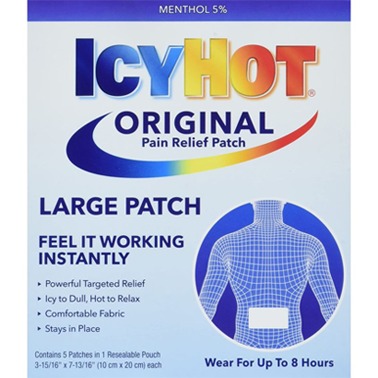 MENTHOL 5%
ICYHOT®
ORIGINAL
Pain Relief Patch
LARGE PATCH
FEEL IT WORKING
INSTANTLY
• Powerful Targeted Relief
• Icy to Dull, Hot to Relax
• Comfortable Fabric
• Stays in Place
Contains 5 Patches in 1 Resealable Pouch
3-15/16" x 7-13/16" (10 cm x 20 cm) each
Wear For Up To 8 Hours